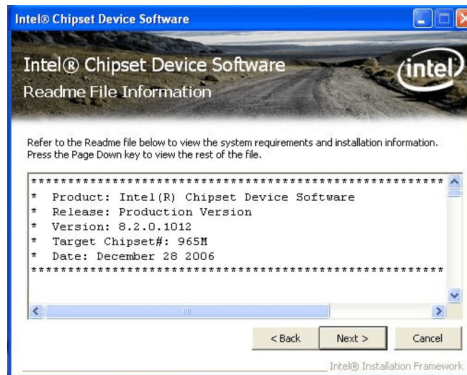 Intel® Chipset Device Software
Intel® Chipset Device Software
intel
Readme File Information
Refer to the Readme file below to view the system requirements and installation information.
Press the Page Down key to view the rest of the file.
********************************************************
* Product: Intel(R) Chipset Device Software
* Release: Production Version
* Version: 8.2.0.1012
* Target Chipset#: 965M
* Date: December 28 2006
********************************************************
< Back
Next >
Cancel
Intel® Installation Framework